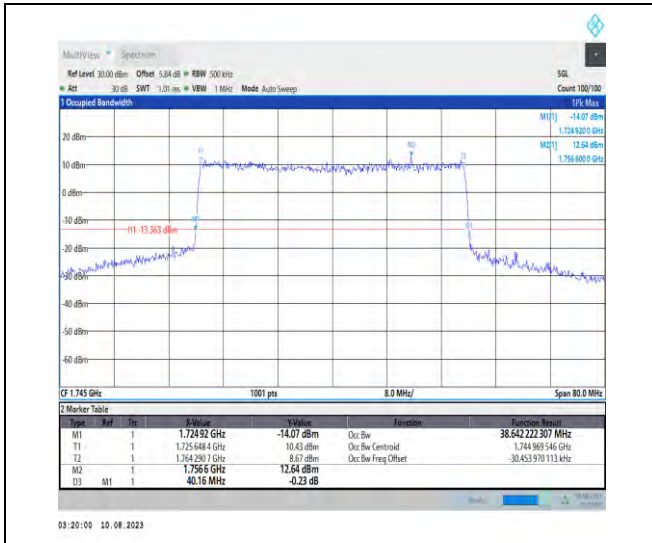 MultiView Spectrum
Ref Level 30.00 dBm Offset 5.84 dB RBW 500 kHz SGL
Att 30 dB SWT 1.01 ms VBW 1 MHz Mode Auto Sweep Count 100/100
1 Occupied Bandwidth 1Pk Max
M1[1] -14.07 dBm
1.724 920 0 GHz
M2[1] 12.64 dBm
1.756 600 0 GHz
20 dBm
T1 M2 T2
10 dBm
0 dBm
-10 dBm
M1 D3
H1 -13.363 dBm
-20 dBm
-30 dBm
-40 dBm
-50 dBm
-60 dBm
CF 1.745 GHz 1001 pts 8.0 MHz/ Span 80.0 MHz
2 Marker Table
Type Ref Trc X-Value Y-Value Function Function Result
M1 1 1.724 92 GHz -14.07 dBm Occ Bw 38.642 222 307 MHz
T1 1 1.725 648 4 GHz 10.43 dBm Occ Bw Centroid 1.744 969 546 GHz
T2 1 1.764 290 7 GHz 8.67 dBm Occ Bw Freq Offset -30.453 970 113 kHz
M2 1 1.756 6 GHz 12.64 dBm
D3 M1 1 40.16 MHz -0.23 dB
03:20:00 10.08.2023